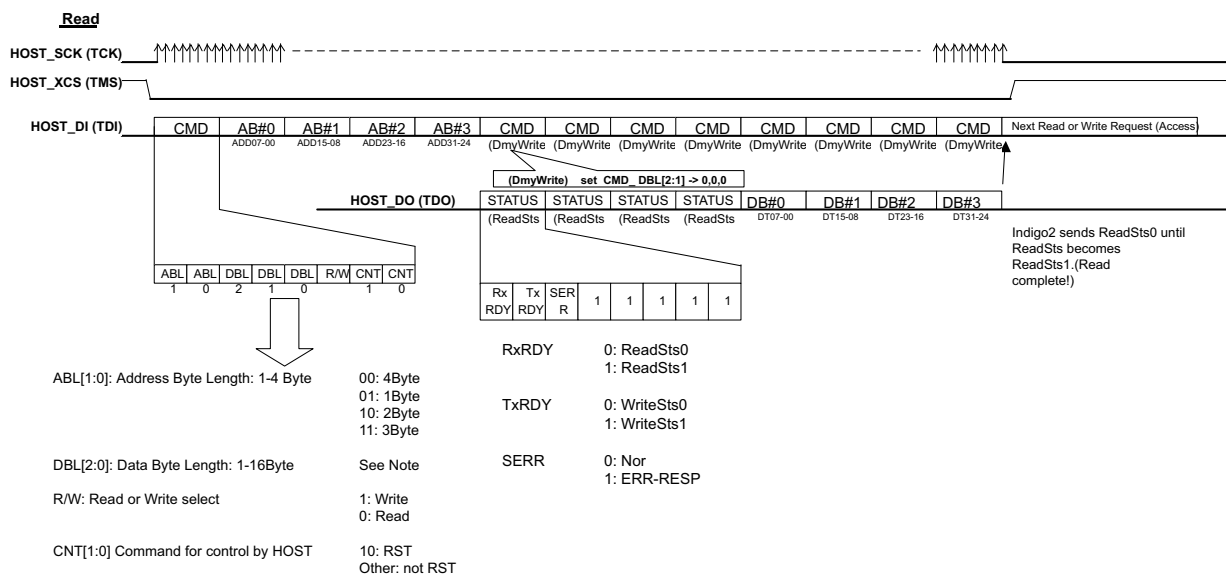 Read
HOST_SCK (TCK)
HOST_XCS (TMS)
HOST_DI (TDI) CMD AB#0 AB#1 AB#2 AB#3 CMD CMD CMD CMD CMD CMD CMD CMD Next Read or Write Request (Access)
ADD07-00 ADD15-08 ADD23-16 ADD31-24 (DmyWrite (DmyWrite (DmyWrite (DmyWrite (DmyWrite (DmyWrite (DmyWrite (DmyWrite
(DmyWrite) set CMD_ DBL[2:1] -> 0,0,0
HOST_DO (TDO) STATUS STATUS STATUS STATUS DB#0 DB#1 DB#2 DB#3
(ReadSts (ReadSts (ReadSts (ReadSts DT07-00 DT15-08 DT23-16 DT31-24
Indigo2 sends ReadSts0 until
ReadSts becomes
ReadSts1.(Read
complete!)
ABL ABL DBL DBL DBL R/W CNT CNT
1 0 2 1 0 1 0
Rx RDY Tx RDY SER R 1 1 1 1 1
RxRDY 0: ReadSts0
1: ReadSts1
TxRDY 0: WriteSts0
1: WriteSts1
SERR 0: Nor
1: ERR-RESP
ABL[1:0]: Address Byte Length: 1-4 Byte 00: 4Byte
01: 1Byte
10: 2Byte
11: 3Byte
DBL[2:0]: Data Byte Length: 1-16Byte See Note
R/W: Read or Write select 1: Write
0: Read
CNT[1:0] Command for control by HOST 10: RST
Other: not RST